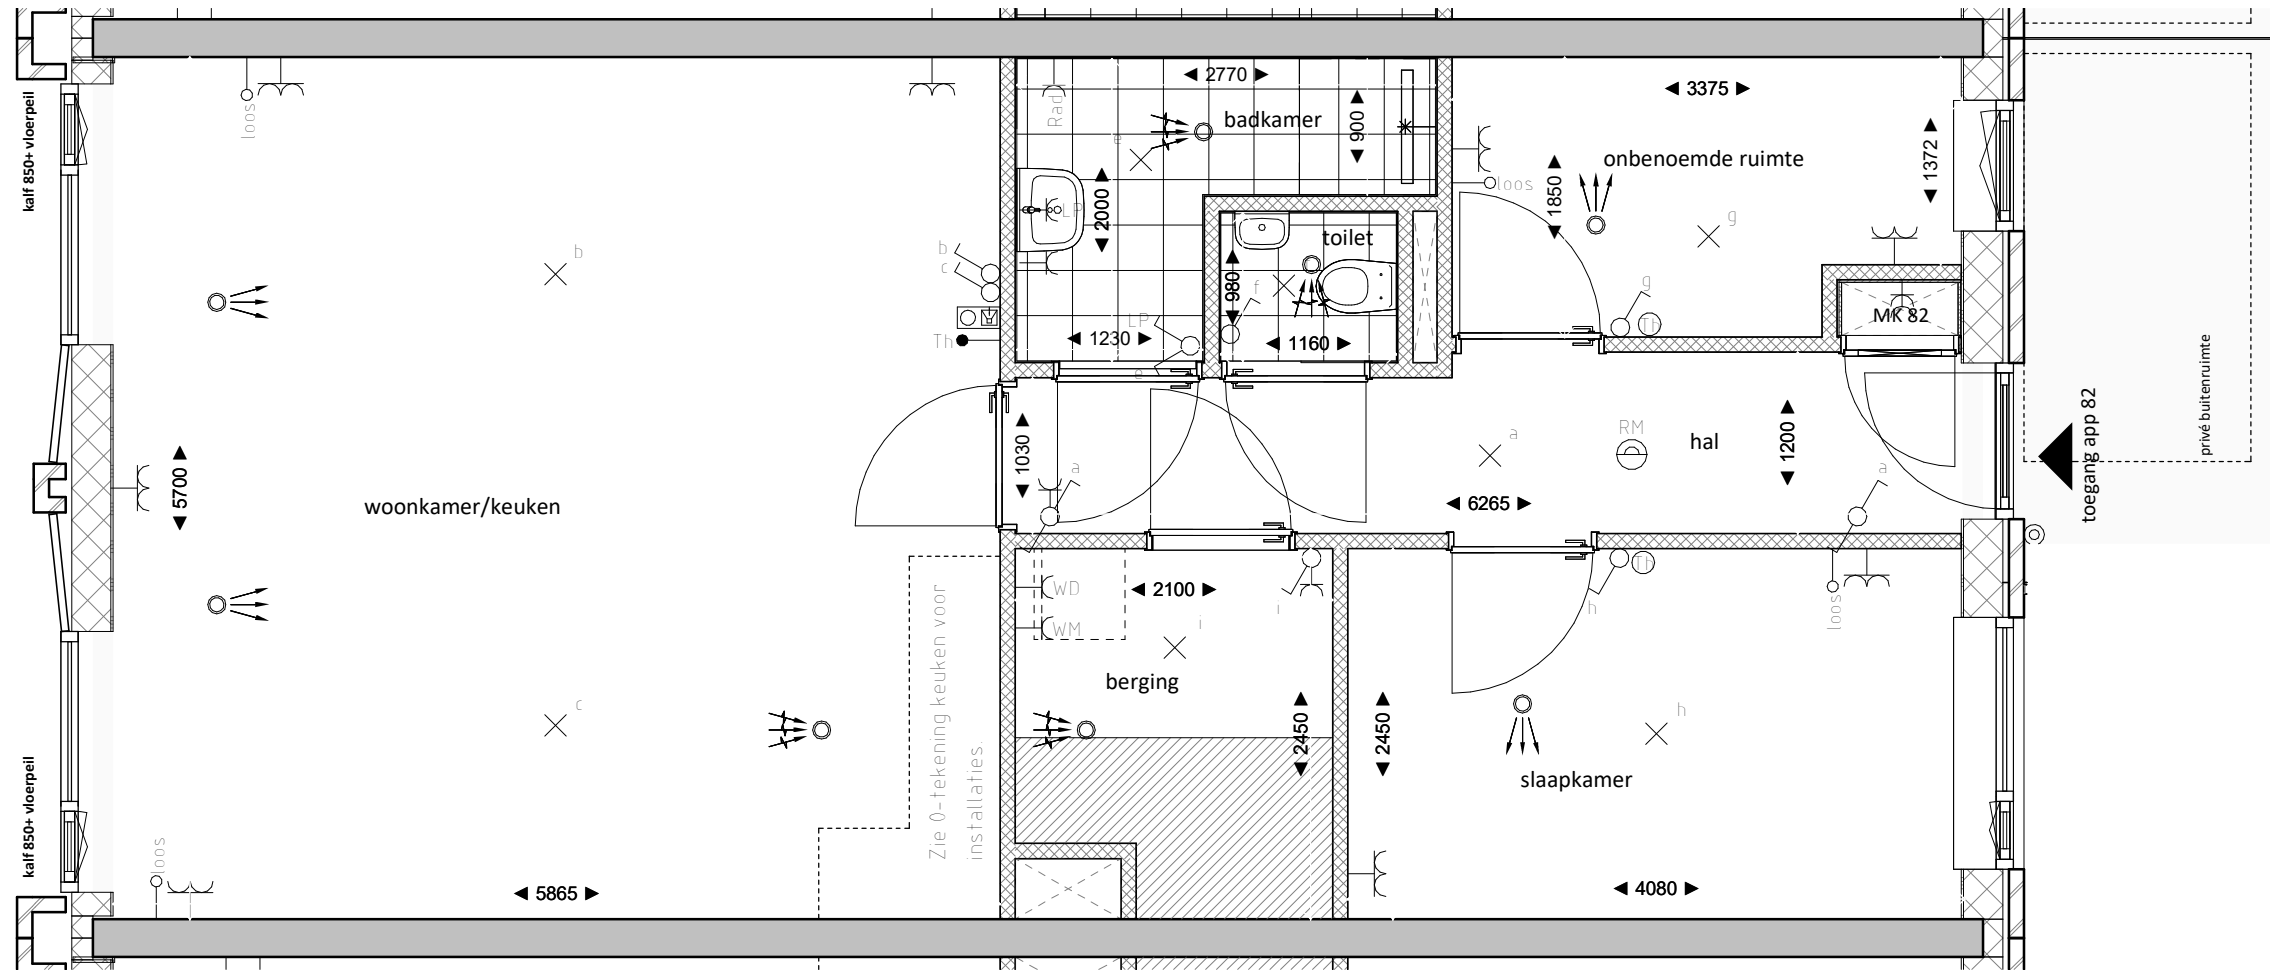 kalf 850+ vloerpeil
loos
b
b
c
Th
5700
woonkamer/keuken
c
loos
5865
kalf 850+ vloerpeil
Zie 0-tekening keuken voor
installaties.
2770
Rad
e
badkamer
900
LP
2000
toilet
980
f
LP
1230
1160
e
3375
onbenoemde ruimte
1372
1850
loos
g
g
Th
MK 82
1030
a
a
RM
hal
1200
6265
a
toegang app 82
privé buitenruimte
WD
2100
WM
i
i
berging
2450
2450
Th
h
loos
h
slaapkamer
4080